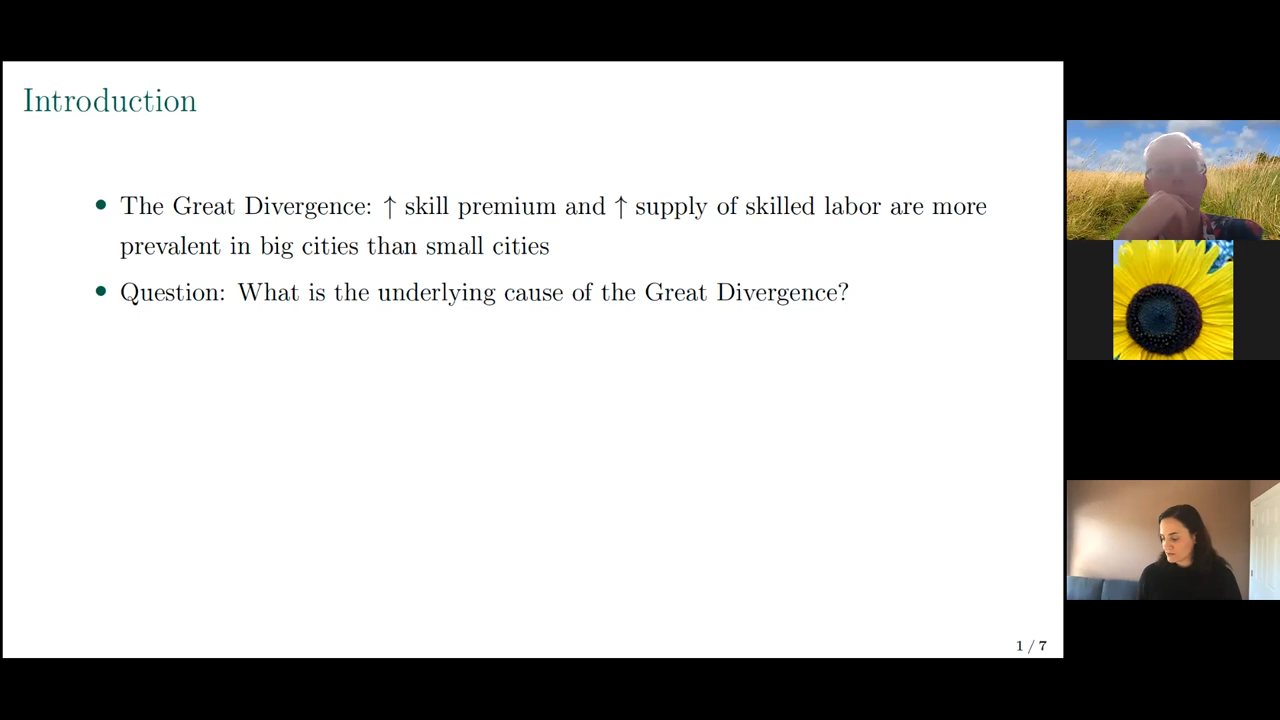 Introduction
• The Great Divergence: ↑ skill premium and ↑ supply of skilled labor are more
prevalent in big cities than small cities
• Question: What is the underlying cause of the Great Divergence?
1 / 7